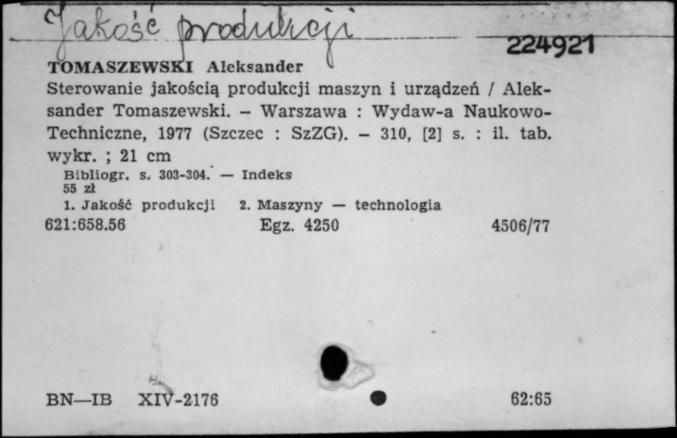 Jakość produkcji
224921
TOMASZEWSKI Aleksander
Sterowanie jakością produkcji maszyn i urządzeń / Alek-
sander Tomaszewski. – Warszawa : Wydaw-a Naukowo-
Techniczne, 1977 (Szczec : SzZG). – 310, [2] s. : il. tab.
wykr. ; 21 cm
Bibliogr. s. 303-304. — Indeks
55 zł
1. Jakość produkcji 2. Maszyny — technologia
621:658.56 Egz. 4250 4506/77
BN—IB XIV-2176 62:65